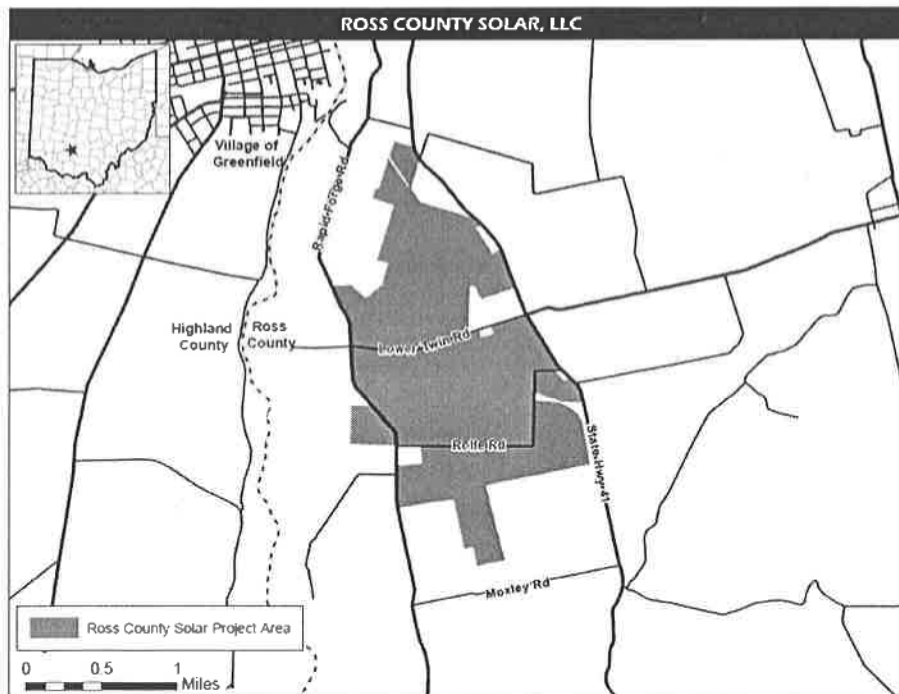 ROSS COUNTY SOLAR, LLC
Village of
Greenfield
Rapid-Forge-Rd
Highland
County
Ross
County
Lower-Twin-Rd
Rolfe Rd
State-Hwy-41
Moxley Rd
Ross County Solar Project Area
0 0.5 1
Miles